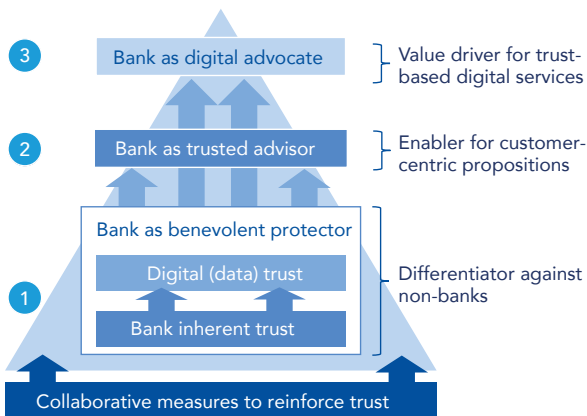 3
Bank as digital advocate
Value driver for trust-
based digital services
2
Bank as trusted advisor
Enabler for customer-
centric propositions
Bank as benevolent protector
1
Digital (data) trust
Bank inherent trust
Differentiator against
non-banks
Collaborative measures to reinforce trust